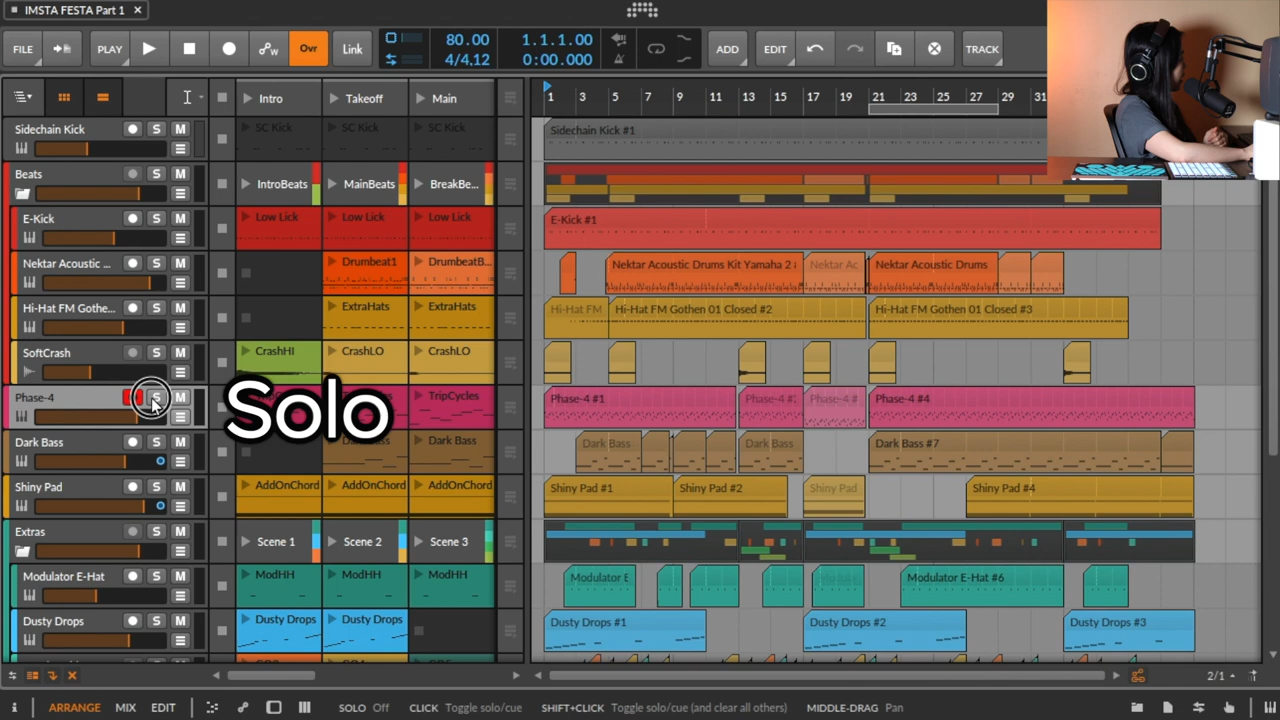 IMSTA FESTA Part 1 ×
FILE PLAY Ovr Link 80.00 1.1.1.00 ADD EDIT TRACK
4/4,12 0:00.000
Intro Takeoff Main 1 3 5 7 9 11 13 15 17 19 21 23 25 27 29 31
Sidechain Kick S M SC Kick SC Kick SC Kick Sidechain Kick #1
Beats S M IntroBeats MainBeats BreakBe...
E-Kick S M Low Lick Low Lick Low Lick E-Kick #1
Nektar Acoustic ... S M Drumbeat1 DrumbeatB... Nektar Acoustic Drums Kit Yamaha 2 Nektar Ac Nektar Acoustic Drums
Hi-Hat FM Gothe... S M ExtraHats ExtraHats Hi-Hat FM Hi-Hat FM Gothen 01 Closed #2 Hi-Hat FM Gothen 01 Closed #3
SoftCrash S M CrashHI CrashLO CrashLO
Phase-4 S M TripCycles Phase-4 #1 Phase-4 Phase-4 Phase-4 #4
Solo
Dark Bass S M Dark Bass Dark Bass Dark Bass Dark Bass Dark Bass #7
Shiny Pad S M AddOnChord AddOnChord AddOnChord Shiny Pad #1 Shiny Pad #2 Shiny Pad Shiny Pad #4
Extras S M Scene 1 Scene 2 Scene 3
Modulator E-Hat S M ModHH ModHH ModHH Modulator E Modulator E-Hat #6
Dusty Drops S M Dusty Drops Dusty Drops Dusty Drops #1 Dusty Drops #2 Dusty Drops #3
2/1
i ARRANGE MIX EDIT SOLO Off CLICK Toggle solo/cue SHIFT+CLICK Toggle solo/cue (and clear all others) MIDDLE-DRAG Pan